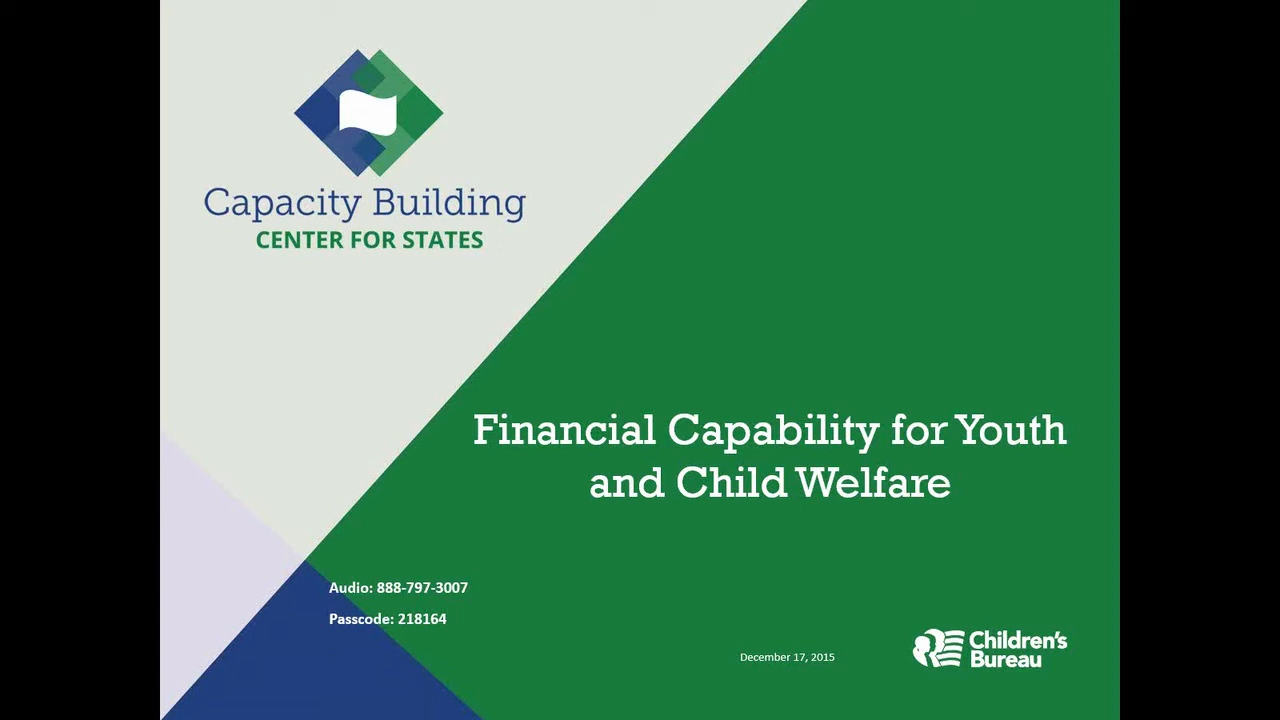 Capacity Building
CENTER FOR STATES
Financial Capability for Youth
and Child Welfare
Audio: 888-797-3007
Passcode: 218164
December 17, 2015
Children's
Bureau